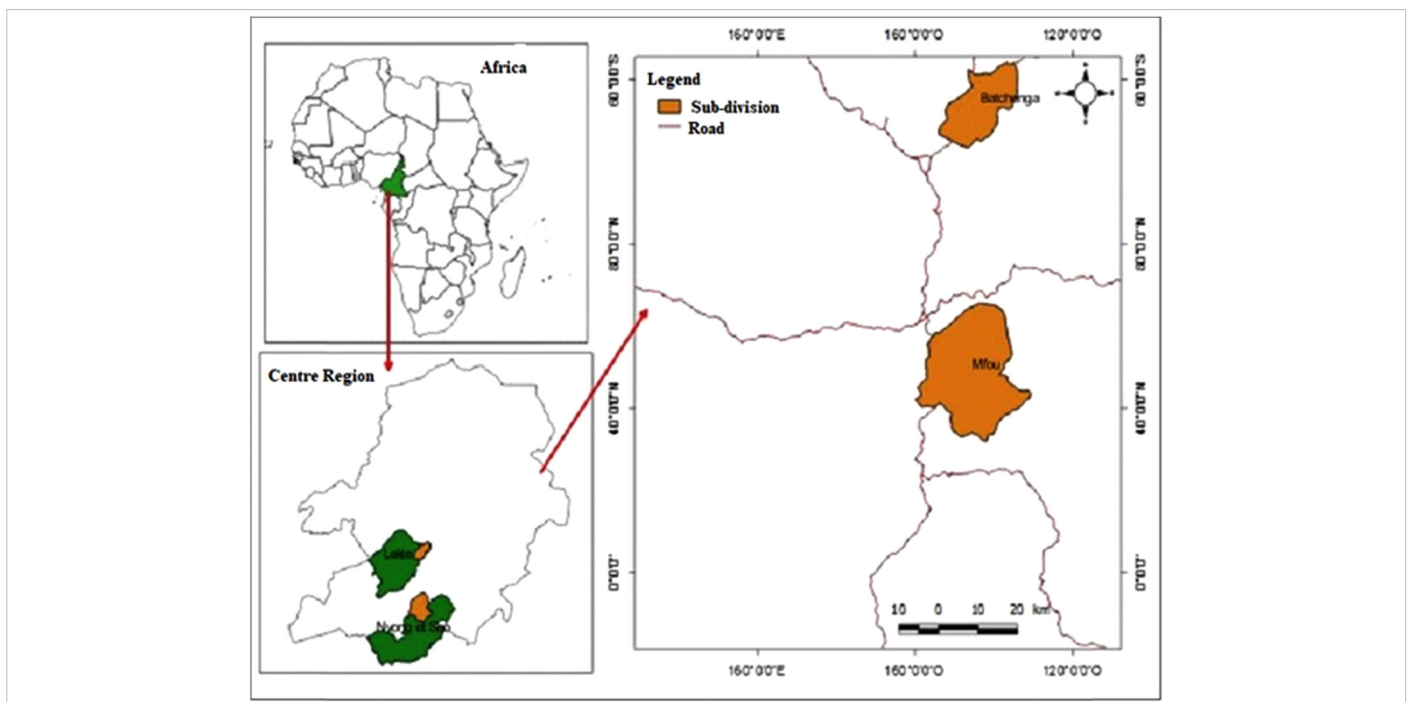 Africa
Centre Region
Lekie
Nyong et Soo
160°0'0"E
160°0'0"O
120°0'0"O
Legend
Sub-division
Road
Batchenga
Mfou
10 0 10 20 km
160°0'0"E
160°0'0"O
120°0'0"O